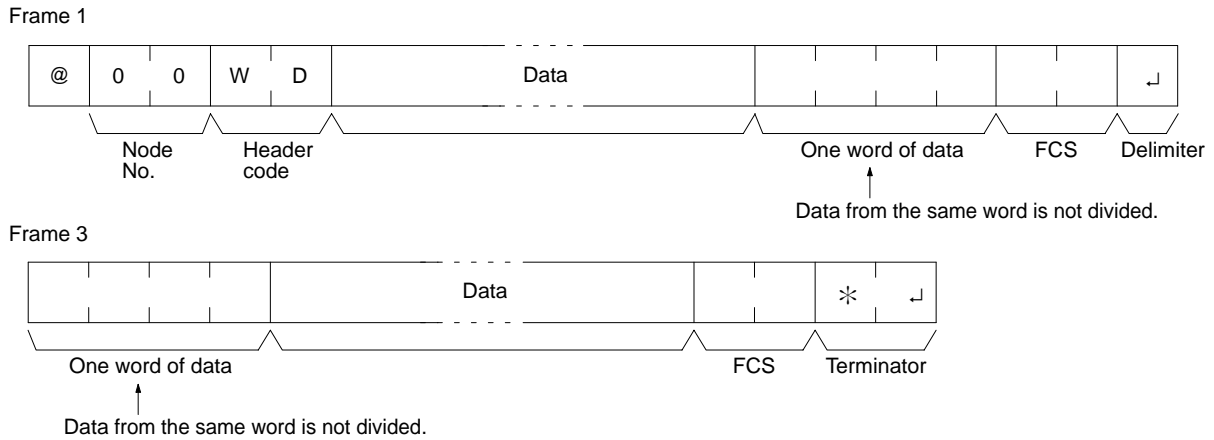 Frame 1
@ 0 0 W D Data ↵
Node No. Header code One word of data FCS Delimiter
Data from the same word is not divided.
Frame 3
Data * ↵
One word of data FCS Terminator
Data from the same word is not divided.